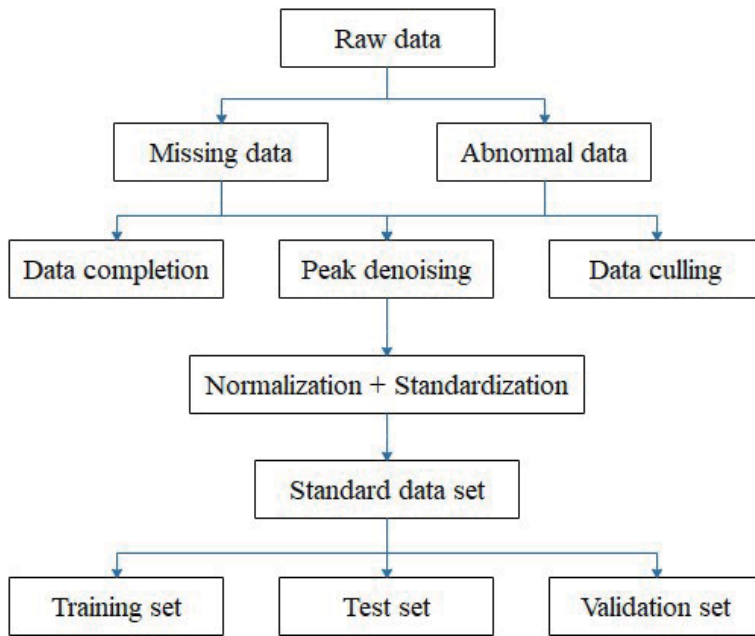 Raw data
Missing data
Abnormal data
Data completion
Peak denoising
Data culling
Normalization + Standardization
Standard data set
Training set
Test set
Validation set